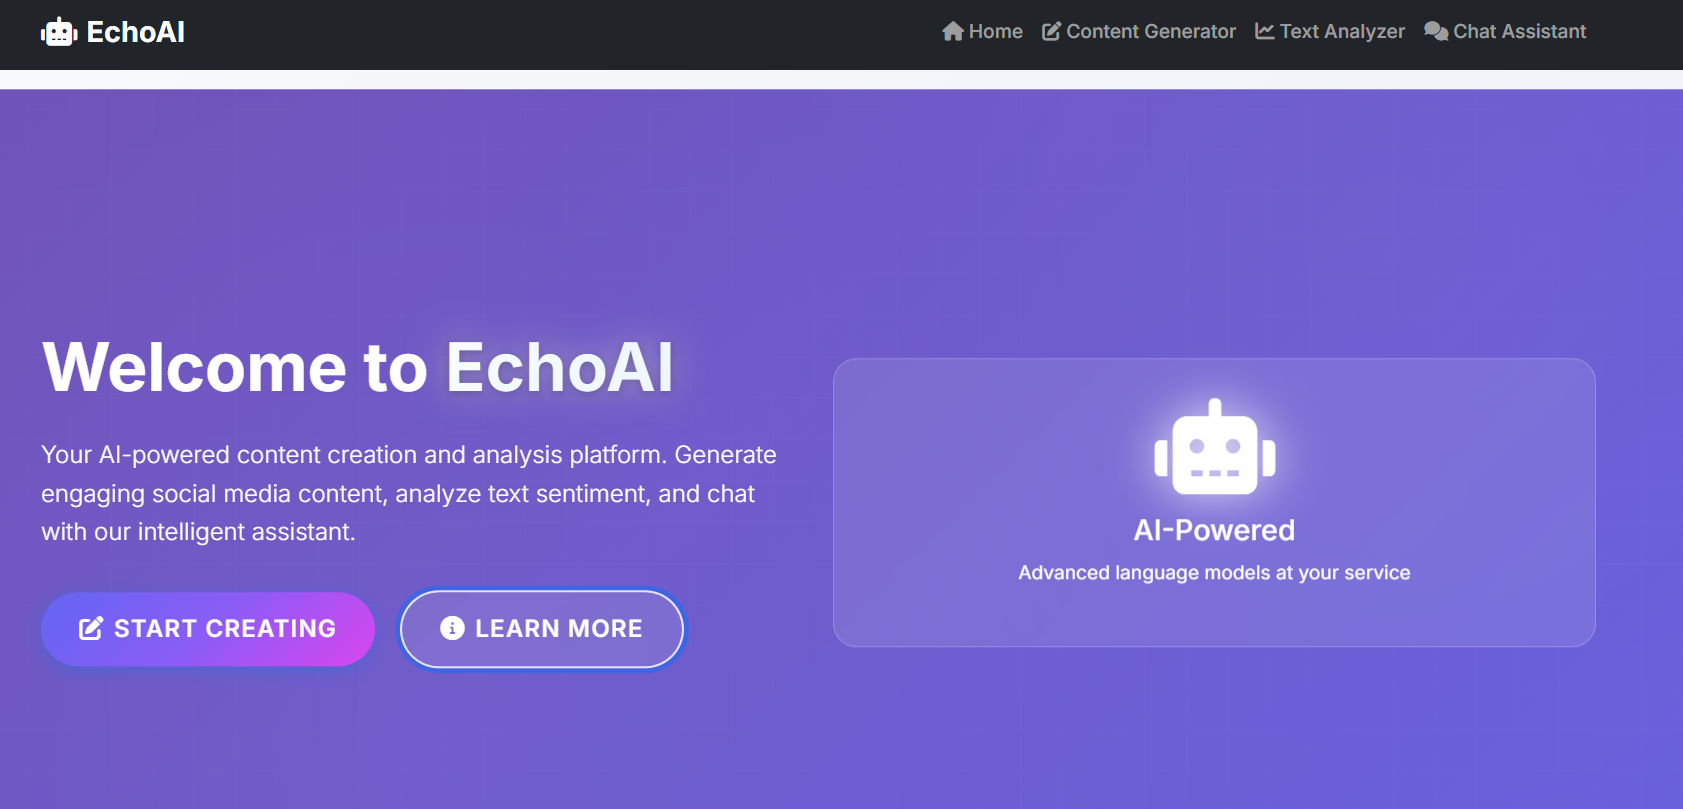 EchoAI
Home
Content Generator
Text Analyzer
Chat Assistant
Welcome to EchoAI
Your AI-powered content creation and analysis platform. Generate
engaging social media content, analyze text sentiment, and chat
with our intelligent assistant.
START CREATING
LEARN MORE
AI-Powered
Advanced language models at your service